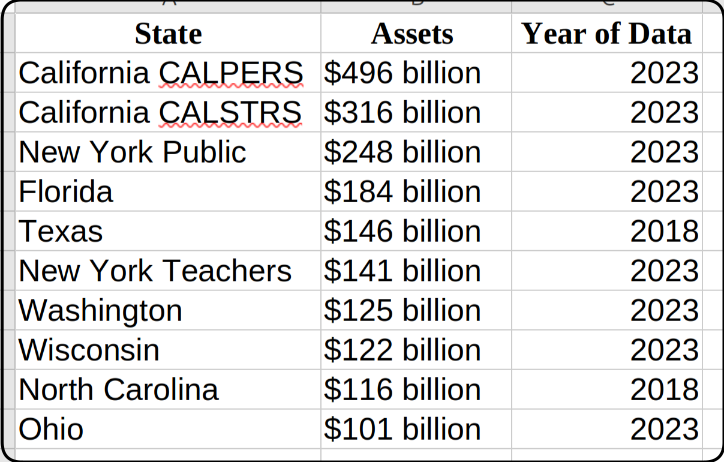 State Assets Year of Data
California CALPERS $496 billion 2023
California CALSTRS $316 billion 2023
New York Public $248 billion 2023
Florida $184 billion 2023
Texas $146 billion 2018
New York Teachers $141 billion 2023
Washington $125 billion 2023
Wisconsin $122 billion 2023
North Carolina $116 billion 2018
Ohio $101 billion 2023